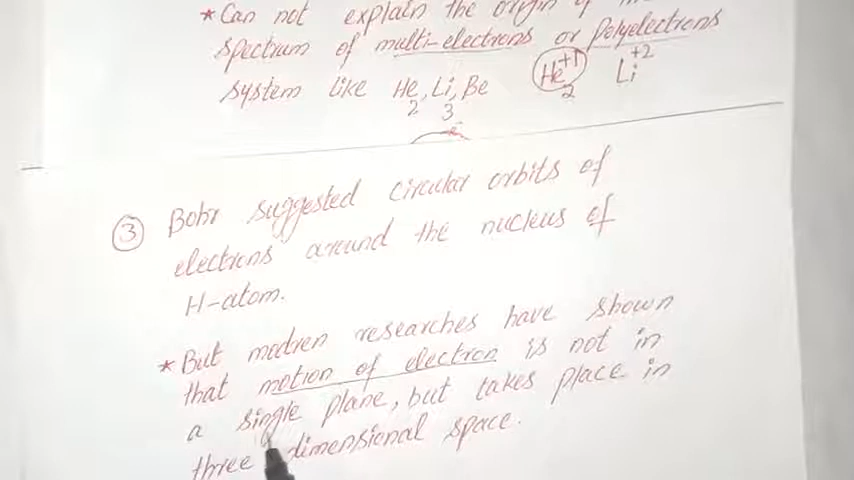 *Can not explain the origin of
spectrum of multi-electrons or polyelectrons
system like He, Li, Be He+1 Li+2
2 3 2
③ Bohr suggested circular orbits of
electrons around the nucleus of
H-atom.
*But modren researches have shown
that motion of electron is not in
a single plane, but takes place in
three dimensional space.